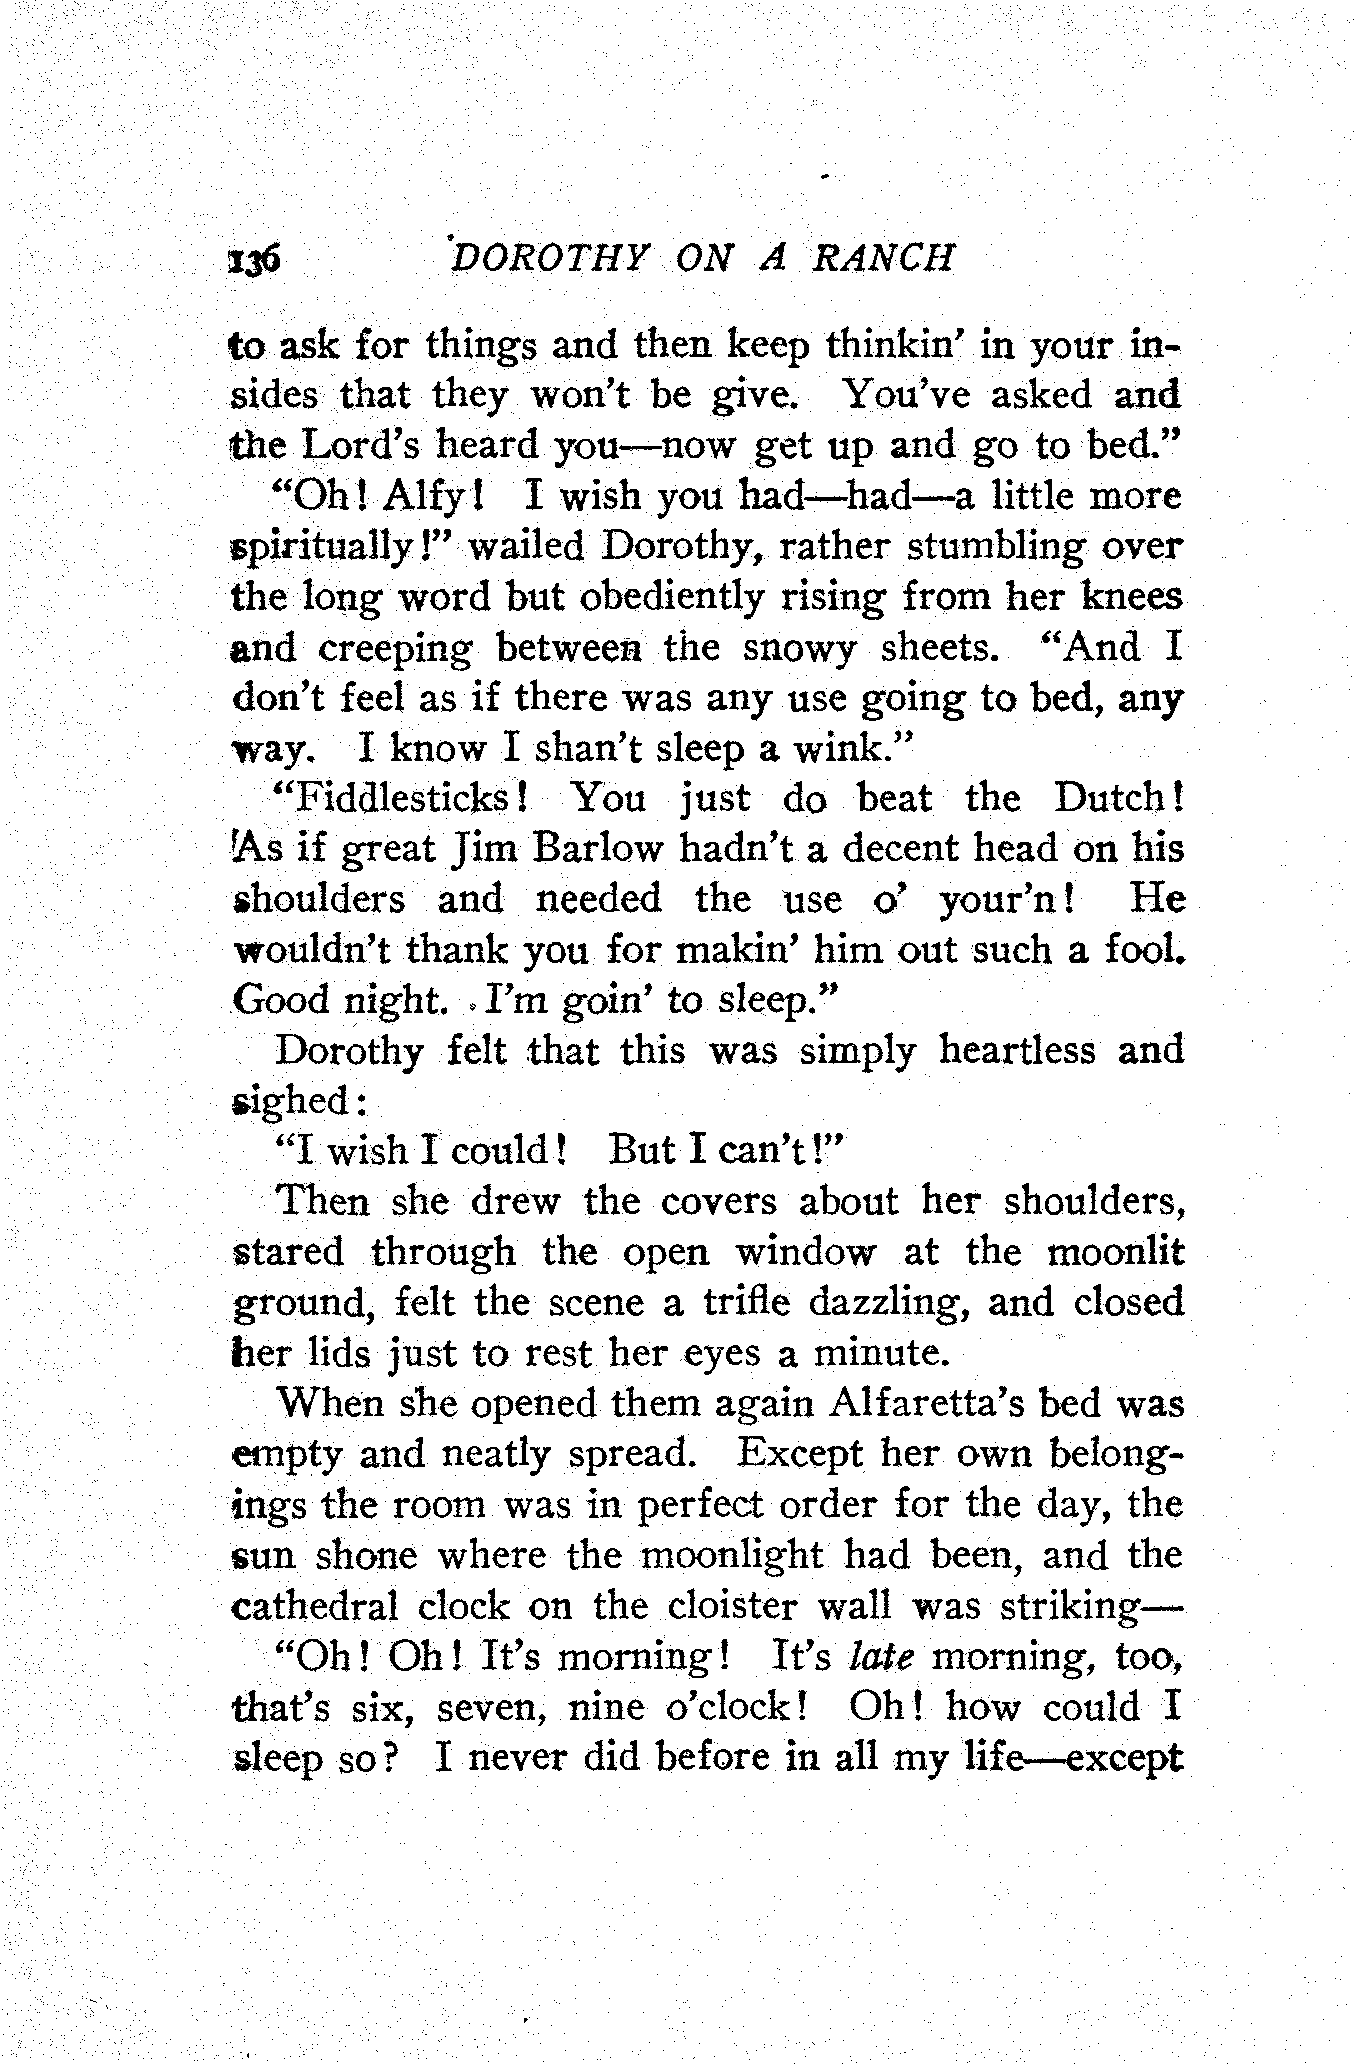 136 DOROTHY ON A RANCH
to ask for things and then keep thinkin' in your in-
sides that they won't be give. You've asked and
the Lord's heard you—now get up and go to bed."
"Oh! Alfy! I wish you had—had—a little more
spiritually!" wailed Dorothy, rather stumbling over
the long word but obediently rising from her knees
and creeping between the snowy sheets. "And I
don't feel as if there was any use going to bed, any
way. I know I shan't sleep a wink."
"Fiddlesticks! You just do beat the Dutch!
As if great Jim Barlow hadn't a decent head on his
shoulders and needed the use o' your'n! He
wouldn't thank you for makin' him out such a fool.
Good night. I'm goin' to sleep."
Dorothy felt that this was simply heartless and
sighed:
"I wish I could! But I can't!"
Then she drew the covers about her shoulders,
stared through the open window at the moonlit
ground, felt the scene a trifle dazzling, and closed
her lids just to rest her eyes a minute.
When she opened them again Alfaretta's bed was
empty and neatly spread. Except her own belong-
ings the room was in perfect order for the day, the
sun shone where the moonlight had been, and the
cathedral clock on the cloister wall was striking—
"Oh! Oh! It's morning! It's late morning, too,
that's six, seven, nine o'clock! Oh! how could I
sleep so? I never did before in all my life—except